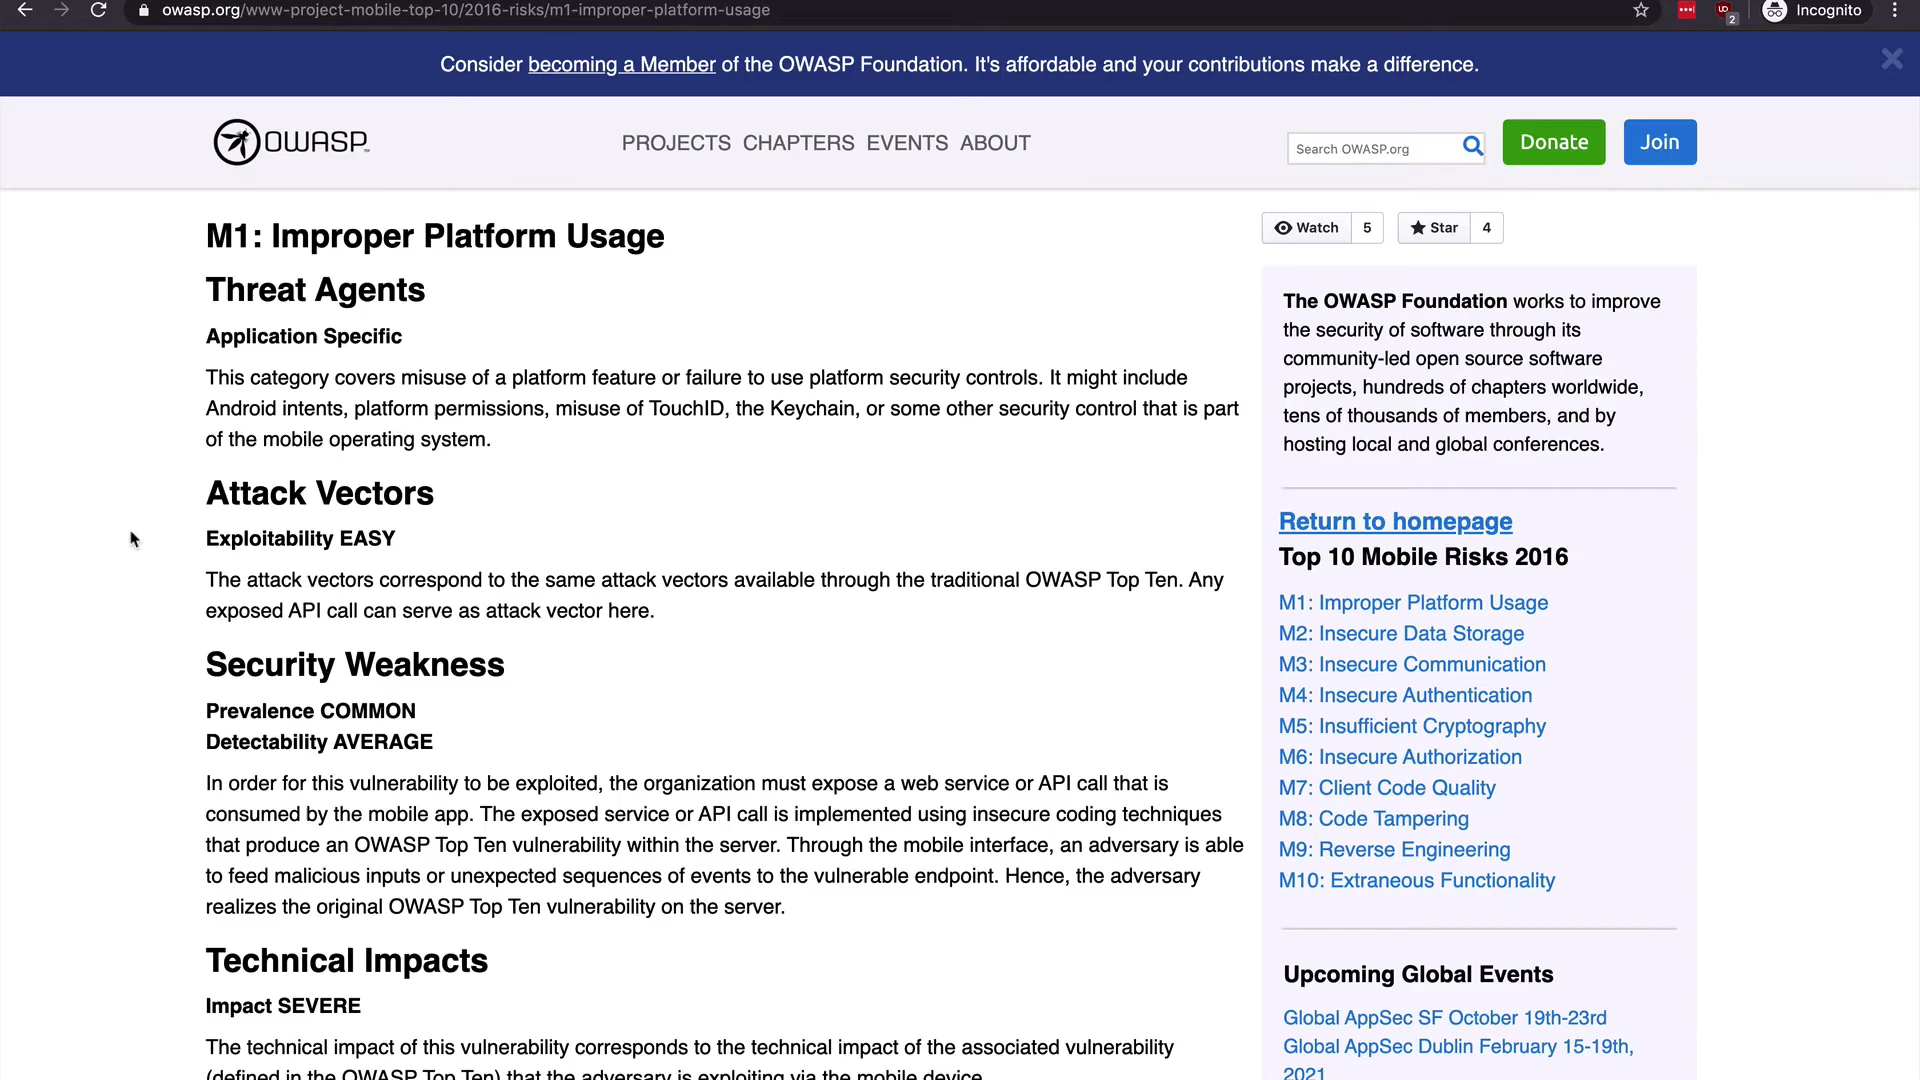 owasp.org/www-project-mobile-top-10/2016-risks/m1-improper-platform-usage
2
Incognito
Consider becoming a Member of the OWASP Foundation. It's affordable and your contributions make a difference.
OWASP
PROJECTS CHAPTERS EVENTS ABOUT
Search OWASP.org
Donate
Join
M1: Improper Platform Usage
Threat Agents
Application Specific
This category covers misuse of a platform feature or failure to use platform security controls. It might include
Android intents, platform permissions, misuse of TouchID, the Keychain, or some other security control that is part
of the mobile operating system.
Attack Vectors
Exploitability EASY
The attack vectors correspond to the same attack vectors available through the traditional OWASP Top Ten. Any
exposed API call can serve as attack vector here.
Security Weakness
Prevalence COMMON
Detectability AVERAGE
In order for this vulnerability to be exploited, the organization must expose a web service or API call that is
consumed by the mobile app. The exposed service or API call is implemented using insecure coding techniques
that produce an OWASP Top Ten vulnerability within the server. Through the mobile interface, an adversary is able
to feed malicious inputs or unexpected sequences of events to the vulnerable endpoint. Hence, the adversary
realizes the original OWASP Top Ten vulnerability on the server.
Technical Impacts
Impact SEVERE
The technical impact of this vulnerability corresponds to the technical impact of the associated vulnerability
(defined in the OWASP Top Ten) that the adversary is exploiting via the mobile device.
Watch 5
Star 4
The OWASP Foundation works to improve
the security of software through its
community-led open source software
projects, hundreds of chapters worldwide,
tens of thousands of members, and by
hosting local and global conferences.
Return to homepage
Top 10 Mobile Risks 2016
M1: Improper Platform Usage
M2: Insecure Data Storage
M3: Insecure Communication
M4: Insecure Authentication
M5: Insufficient Cryptography
M6: Insecure Authorization
M7: Client Code Quality
M8: Code Tampering
M9: Reverse Engineering
M10: Extraneous Functionality
Upcoming Global Events
Global AppSec SF October 19th-23rd
Global AppSec Dublin February 15-19th,
2021